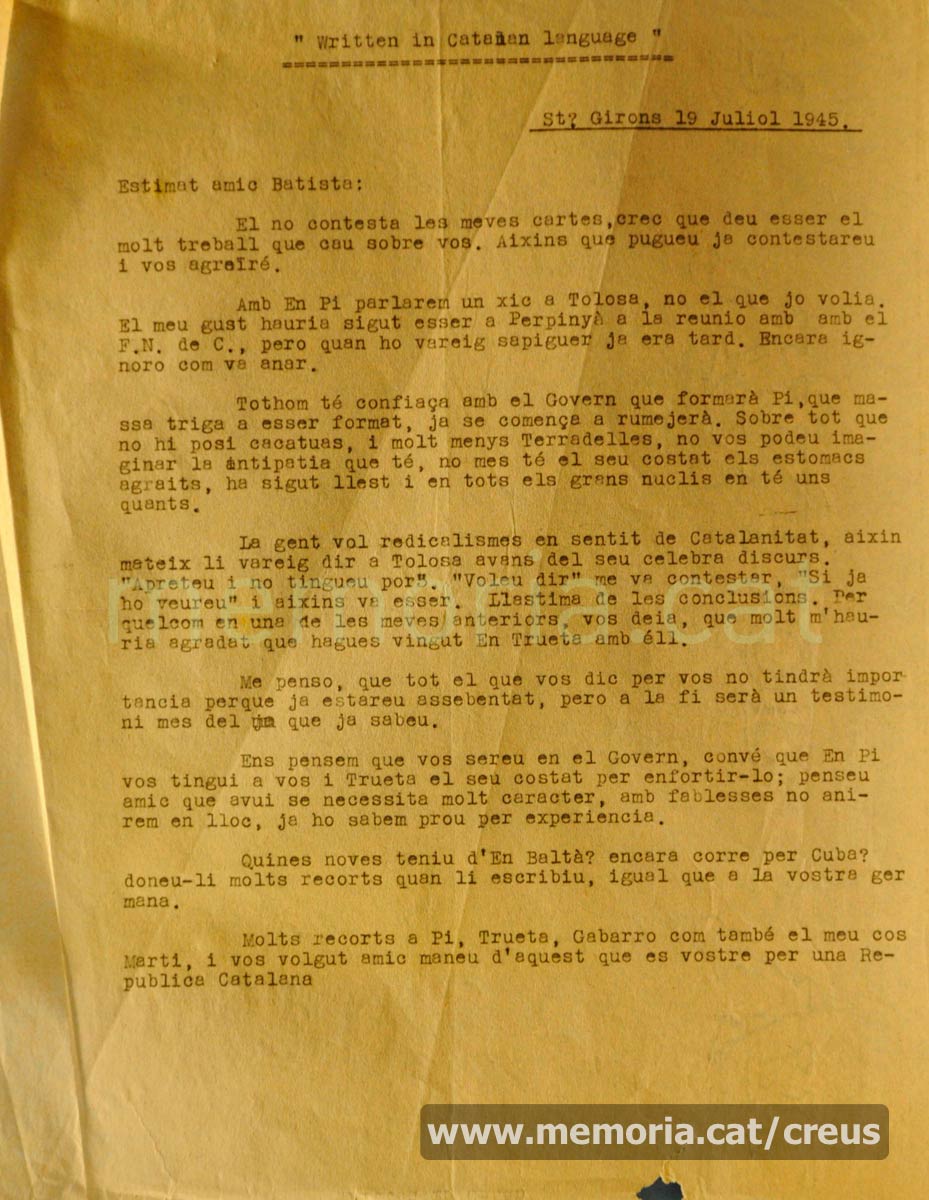 " Written in Catalan language "
St? Girons 19 Juliol 1945.
Estimat amic Batista:
El no contesta les meves cartes,crec que deu esser el
molt treball que cau sobre vos. Aixins que pugueu ja contestareu
i vos agraIré.
Amb En Pi parlarem un xic a Tolosa, no el que jo volia.
El meu gust hauria sigut esser a Perpinyà a la reunio amb amb el
F.N. de C., pero quan ho vareig sapiguer ja era tard. Encara ig-
noro com va anar.
Tothom té confiaça amb el Govern que formarà Pi,que ma-
ssa triga a esser format, ja se comença a rumejerà. Sobre tot que
no hi posi cacatuas, i molt menys Terradelles, no vos podeu ima-
ginar la antipatia que té, no mes té el seu costat els estomacs
agraits, ha sigut llest i en tots els grans nuclis en té uns
quants.
La gent vol redicalismes en sentit de Catalanitat, aixin
mateix li vareig dir a Tolosa avans del seu celebra discurs.
"Apreteu i no tingueu por". "Voleu dir" me va contester, "Si ja
ho veureu" i aixins va esser. Llastima de les conclusions. Per
quelcom en una de les meves anteriors, vos deia, que molt m'hau-
ria agradat que hagues vingut En Trueta amb éll.
Me penso, que tot el que vos dic per vos no tindrà impor-
tancia perque ja estareu assebentat, pero a la fi serà un testimo-
ni mes del que ja sabeu.
Ens pensem que vos sereu en el Govern, convé que En Pi
vos tingui a vos i Trueta el seu costat per enfortir-lo; penseu
amic que avui se necessita molt caracter, amb fablesses no ani-
rem en lloc, ja ho sabem prou per experiencia.
Quines noves teniu d'En Baltà? encara corre per Cuba?
doneu-li molts recorts quan li escribiu, igual que a la vostra ger
mana.
Molts recorts a Pi, Trueta, Gabarro com també el meu cos
Marti, i vos volgut amic maneu d'aquest que es vostre per una Re-
publica Catalana
www.memoria.cat/creus